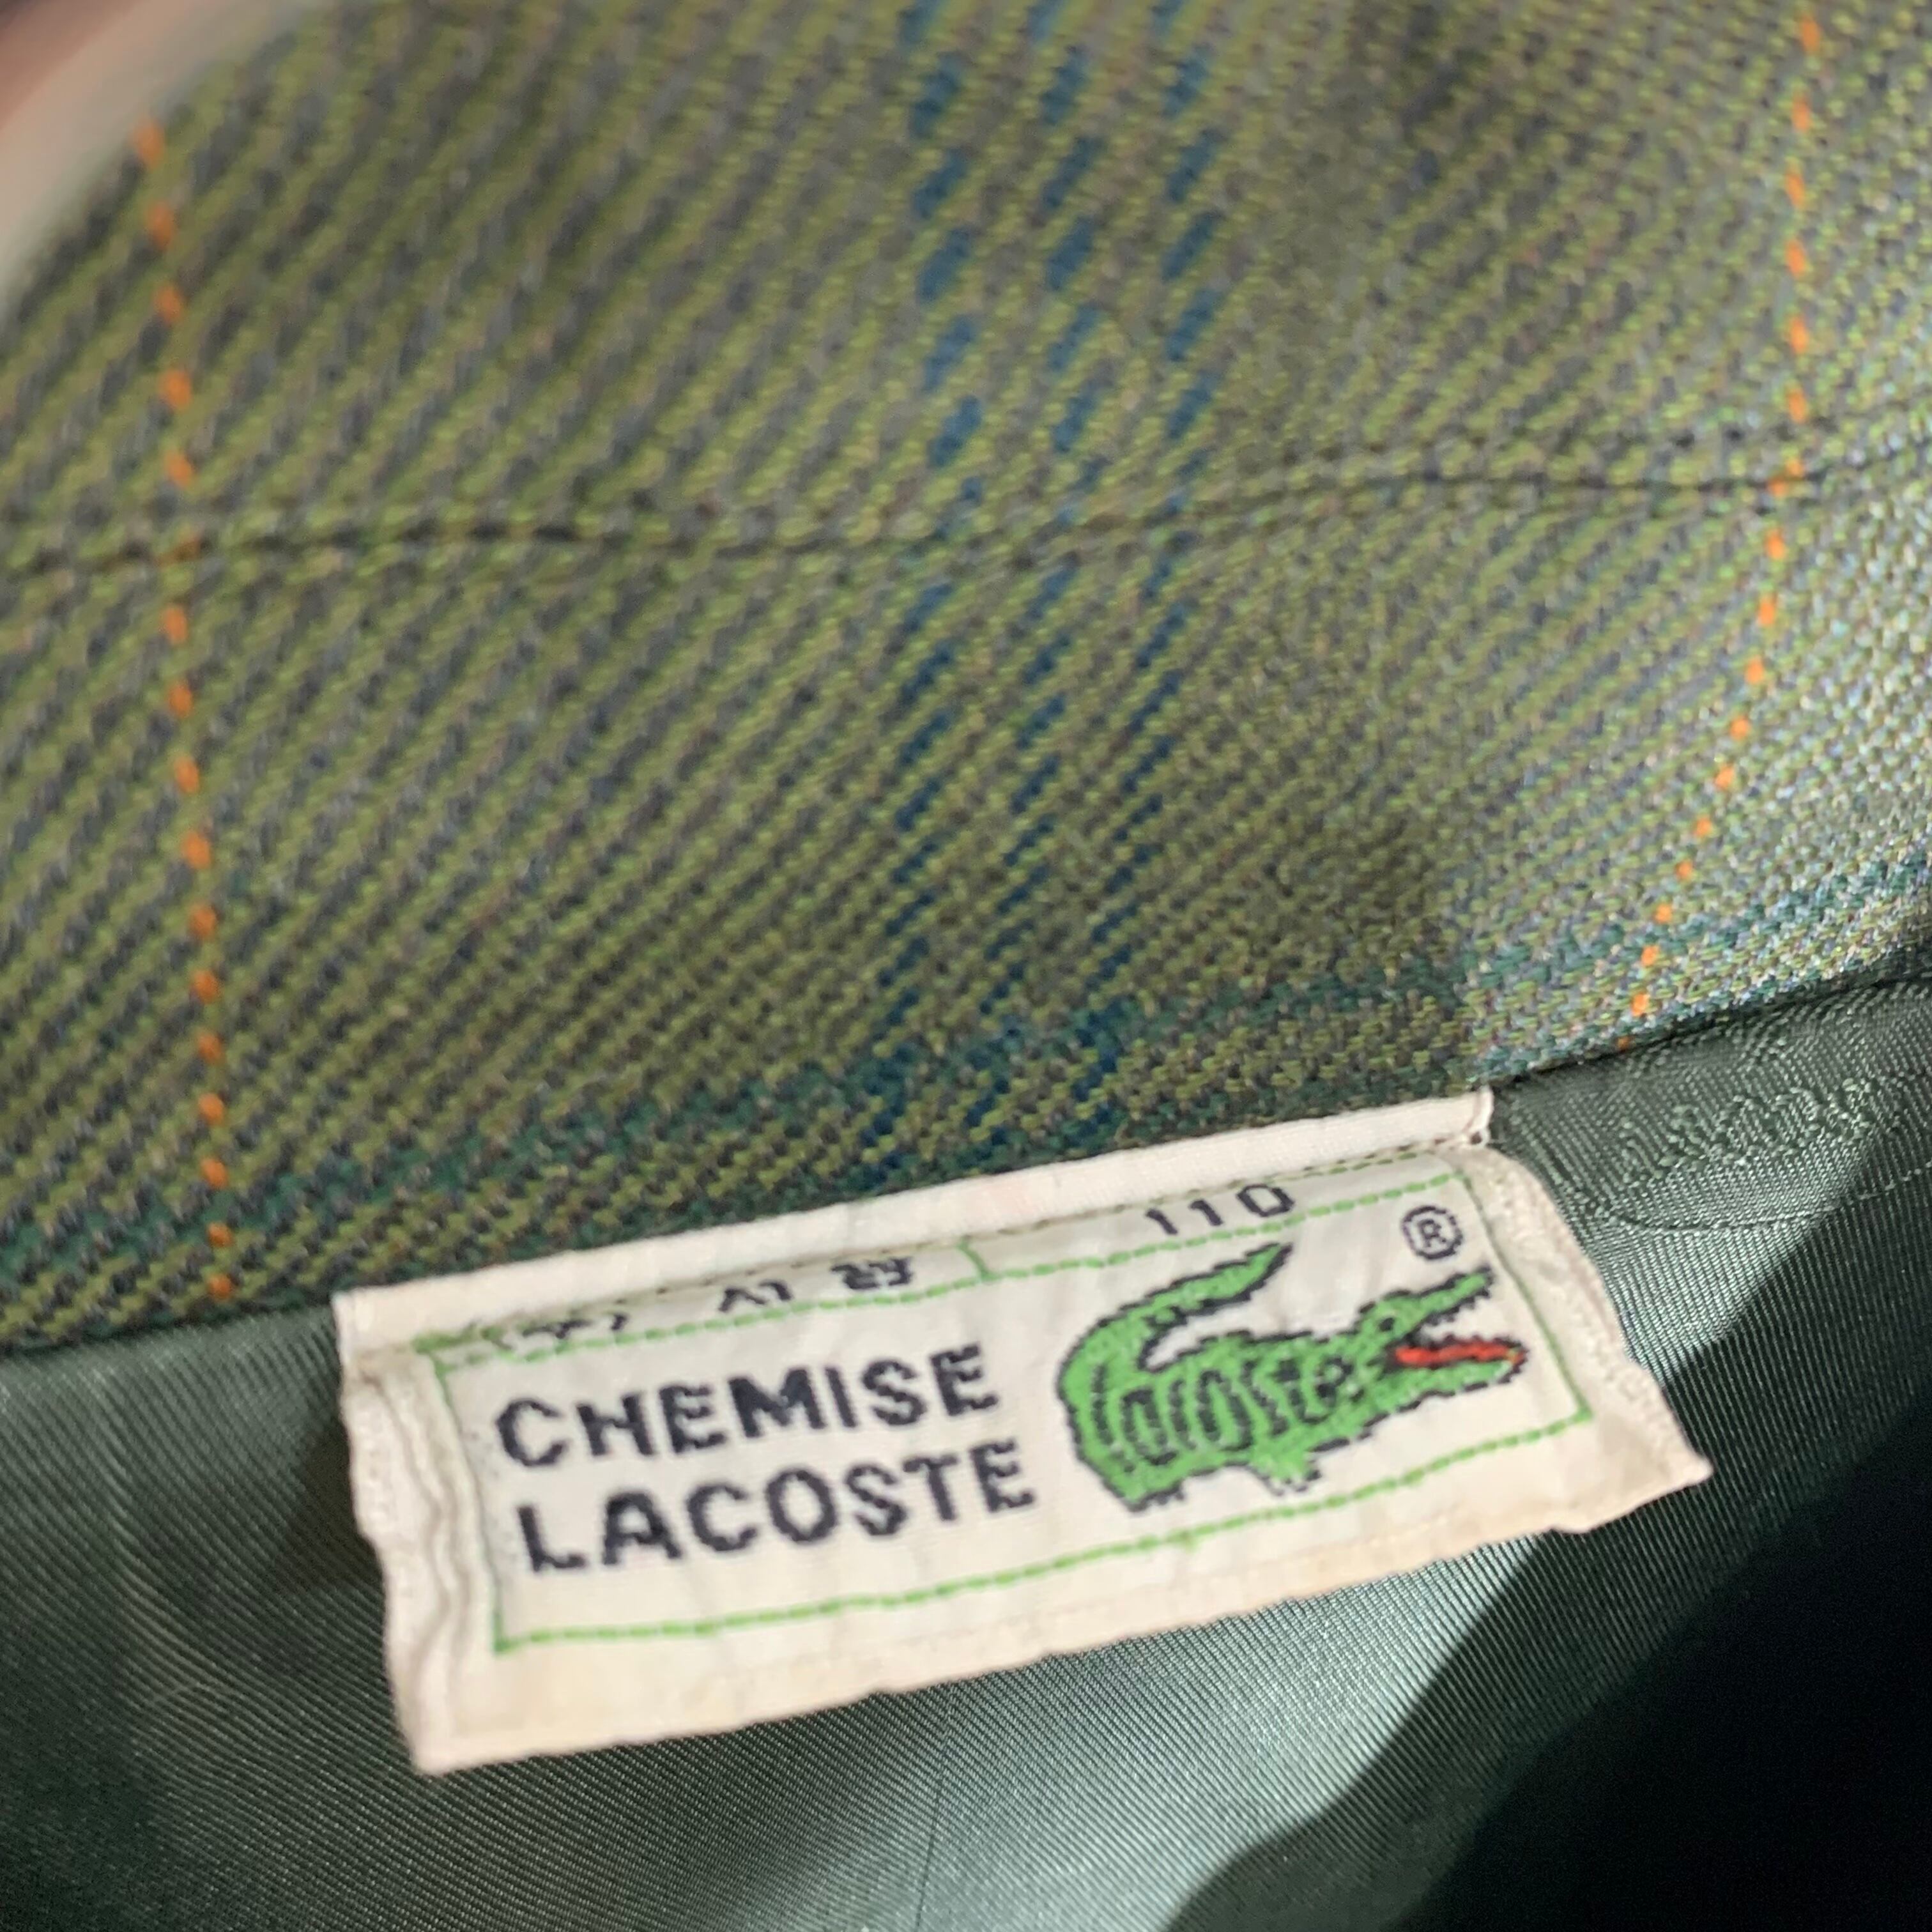 110
®
CHEMISE
LACOSTE